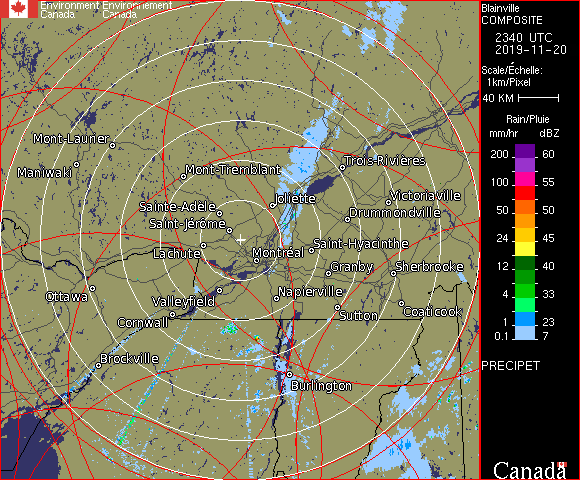 Environment Environnement
Canada Canada
Blainville
COMPOSITE
2340 UTC
2019-11-20
Scale/Échelle:
1km/Pixel
40 KM
Rain/Pluie
mm/hr dBZ
200 60
57
100 55
50 50
24 45
12 40
4 33
1 23
0.1 7
PRECIPET
Canada
Mont-Laurier
Maniwaki
Mont-Tremblant
Trois-Rivières
Sainte-Adèle
Joliette
Victoriaville
Drummondville
Saint-Jérôme
Lachute
Montréal
Saint-Hyacinthe
Granby
Sherbrooke
Ottawa
Valleyfield
Napierville
Cornwall
Sutton
Coaticook
Brockville
Burlington